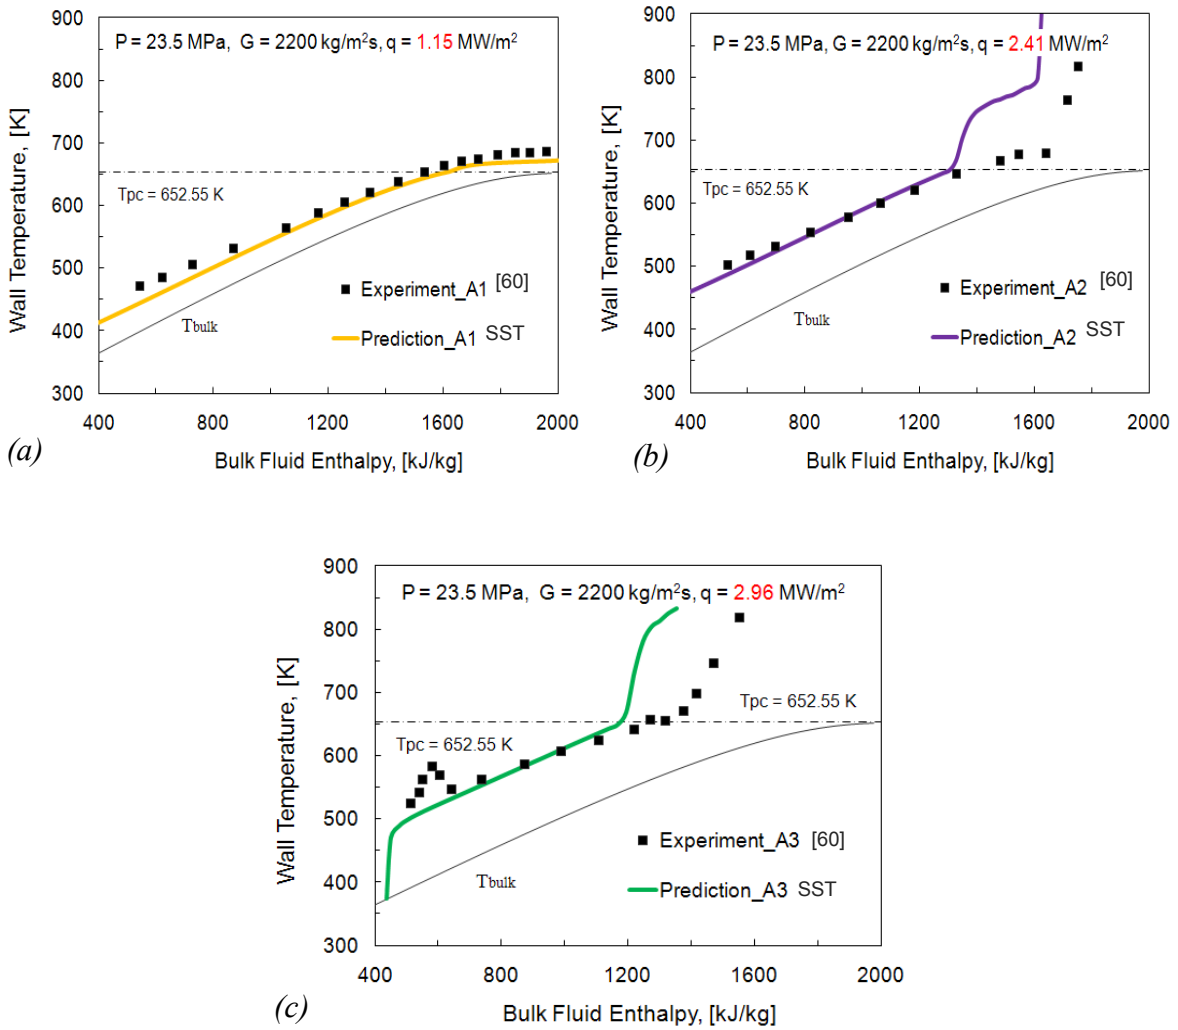 P = 23.5 MPa, G = 2200 kg/m²s, q = 1.15 MW/m²
900
800
700
600
500
400
300
Wall Temperature, [K]
Tpc = 652.55 K
Tbulk
Experiment_A1 [60]
Prediction_A1 SST
400 800 1200 1600 2000
Bulk Fluid Enthalpy, [kJ/kg]
(a)
P = 23.5 MPa, G = 2200 kg/m²s, q = 2.41 MW/m²
900
800
700
600
500
400
300
Wall Temperature, [K]
Tpc = 652.55 K
Tbulk
Experiment_A2 [60]
Prediction_A2 SST
400 800 1200 1600 2000
Bulk Fluid Enthalpy, [kJ/kg]
(b)
P = 23.5 MPa, G = 2200 kg/m²s, q = 2.96 MW/m²
900
800
700
600
500
400
300
Wall Temperature, [K]
Tpc = 652.55 K
Tpc = 652.55 K
Tbulk
Experiment_A3 [60]
Prediction_A3 SST
400 800 1200 1600 2000
Bulk Fluid Enthalpy, [kJ/kg]
(c)